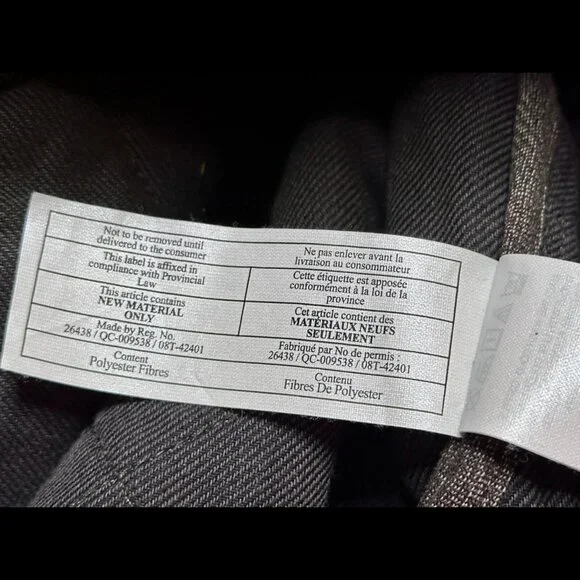 Not to be removed until
delivered to the consumer
This label is affixed in
compliance with Provincial
Law
This article contains
NEW MATERIAL
ONLY
Made by Reg. No.
26438 / QC-009538 / 08T-42401
Content
Polyester Fibres
Ne pas enlever avant la
livraison au consommateur
Cette étiquette est apposée
conformément à la loi de la
province
Cet article contient des
MATÉRIAUX NEUFS
SEULEMENT
Fabriqué par No de permis :
26438 / QC-009538 / 08T-42401
Contenu
Fibres De Polyester